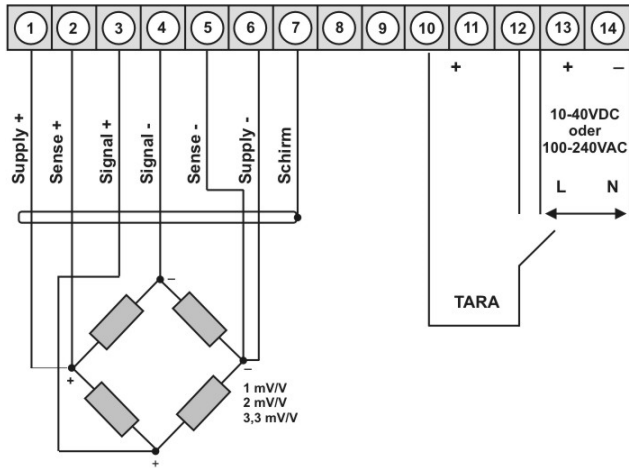 1 2 3 4 5 6 7 8 9 10 11 12 13 14
+ + –
Supply +
Sense +
Signal +
Signal -
Sense -
Supply -
Schirm
10-40VDC
oder
100-240VAC
L N
TARA
–
+ –
1 mV/V
2 mV/V
3,3 mV/V
+